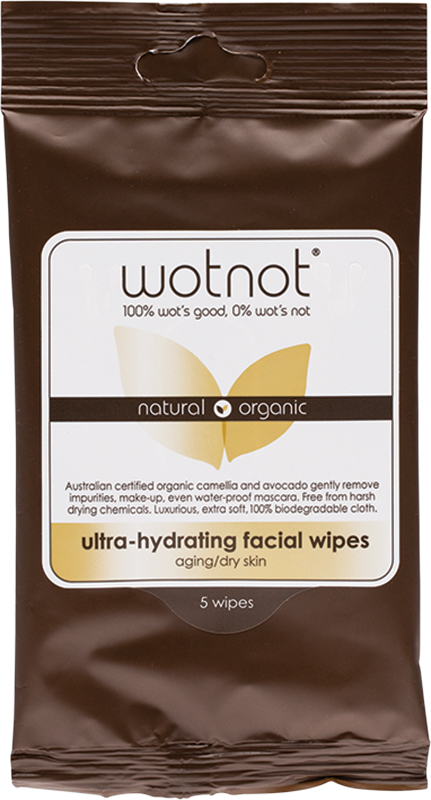 wotnot®
100% wot's good, 0% wot's not
natural organic
Australian certified organic camellia and avocado gently remove
impurities, make-up, even water-proof mascara. Free from harsh
drying chemicals. Luxurious, extra soft, 100% biodegradable cloth.
ultra-hydrating facial wipes
aging/dry skin
5 wipes